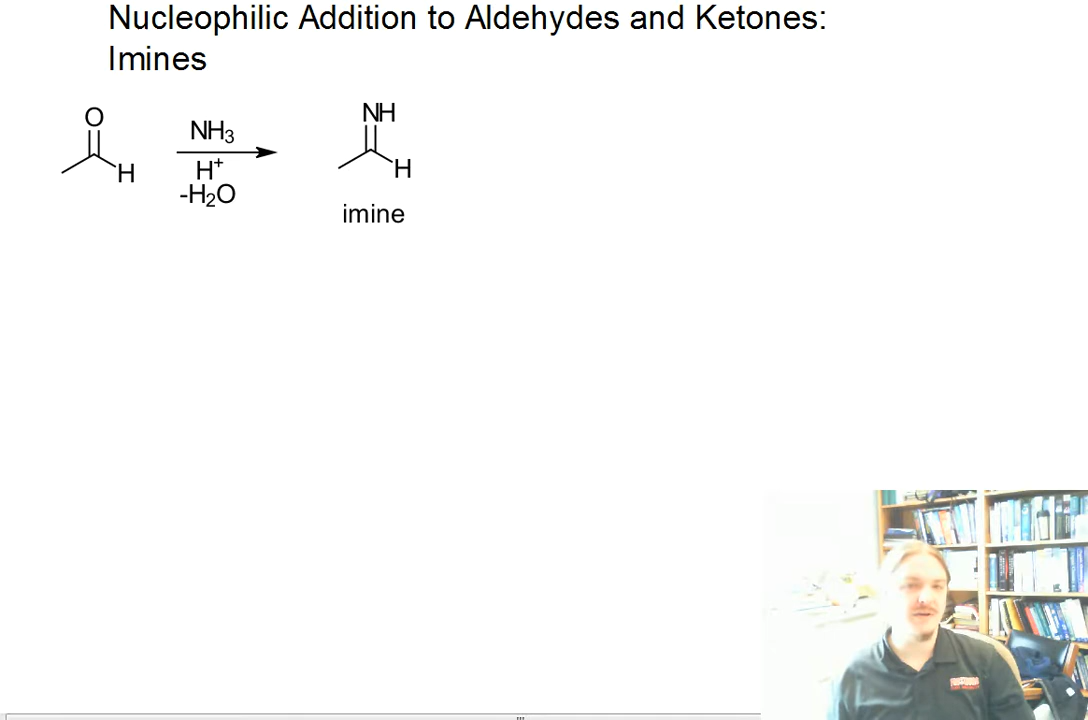 Nucleophilic Addition to Aldehydes and Ketones:
Imines
O
H
NH3
H+
-H2O
NH
H
imine